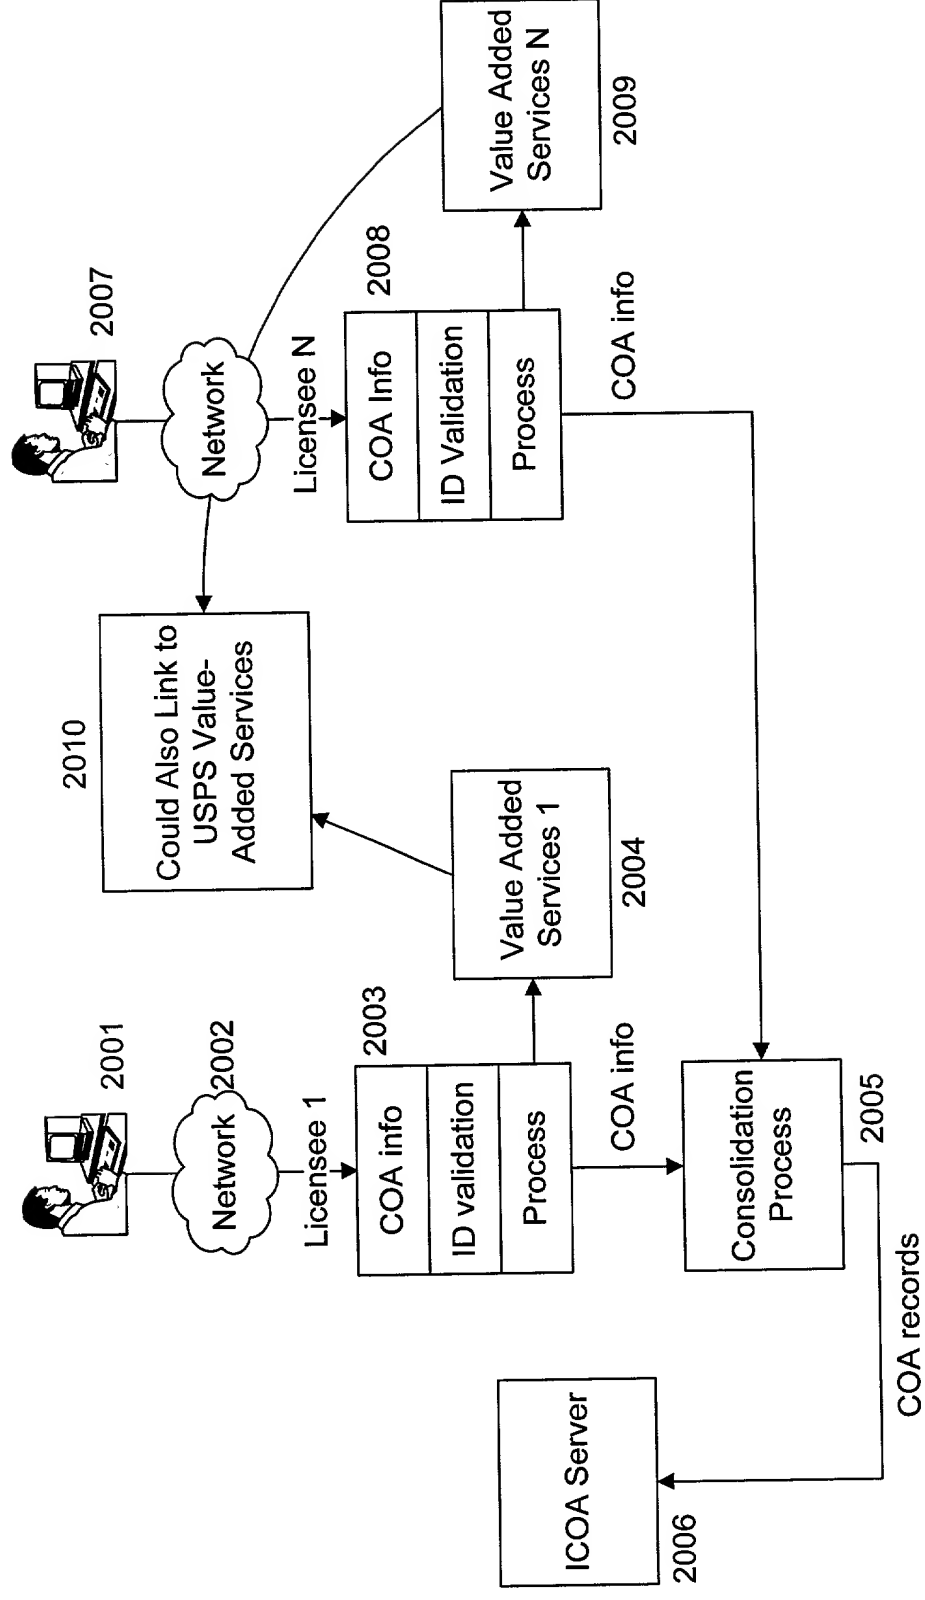 2001
Network
2002
Licensee 1
2003
COA info
ID validation
Process
Value Added
Services 1
2004
COA info
Consolidation
Process
2005
COA records
ICOA Server
2006
2010
Could Also Link to
USPS Value-
Added Services
2007
Network
Licensee N
2008
COA Info
ID Validation
Process
Value Added
Services N
2009
COA info